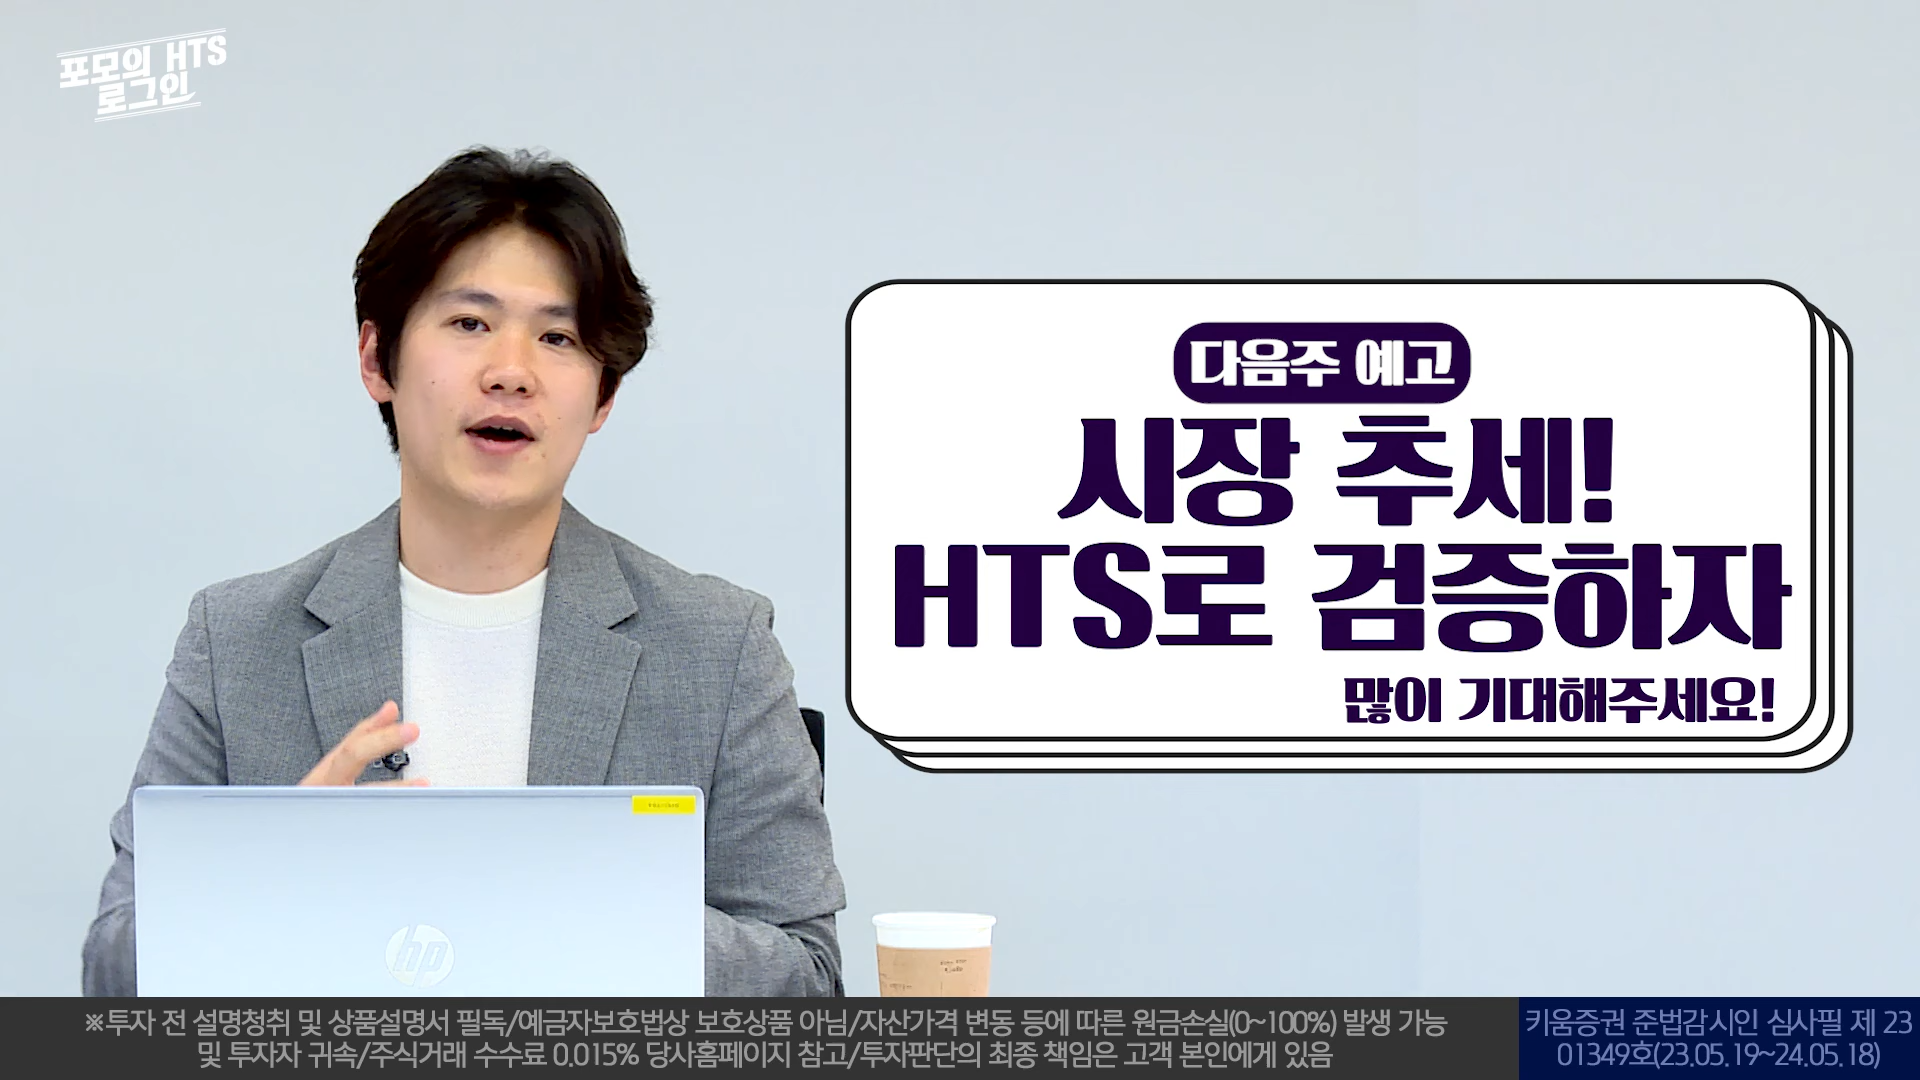 포모의 HTS
로그인
다음주 예고
시장 추세!
HTS로 검증하자
많이 기대해주세요!
hp
※투자 전 설명청취 및 상품설명서 필독/예금자보호법상 보호상품 아님/자산가격 변동 등에 따른 원금손실(0~100%) 발생 가능
및 투자자 귀속/주식거래 수수료 0.015% 당사홈페이지 참고/투자판단의 최종 책임은 고객 본인에게 있음
키움증권 준법감시인 심사필 제 23
01349호(23.05.19~24.05.18)